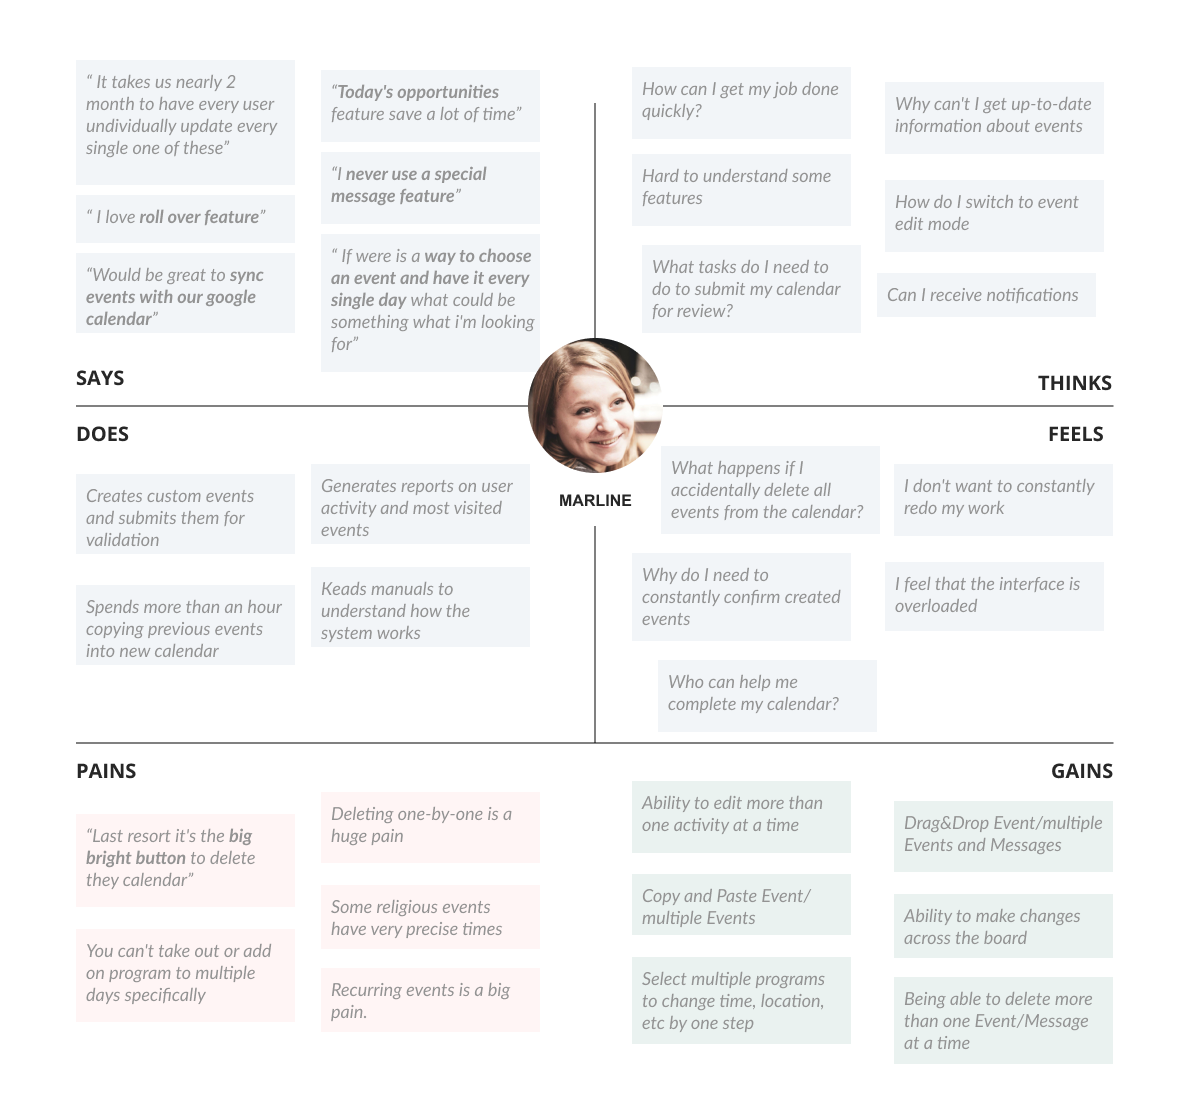 “ It takes us nearly 2
month to have every user
undividually update every
single one of these”
“ I love roll over feature”
“Would be great to sync
events with our google
calendar”
“Today's opportunities
feature save a lot of time”
“I never use a special
message feature”
“ If were is a way to choose
an event and have it every
single day what could be
something what i'm looking
for”
SAYS
How can I get my job done
quickly?
Hard to understand some
features
What tasks do I need to
do to submit my calendar
for review?
Why can't I get up-to-date
information about events
How do I switch to event
edit mode
Can I receive notifications
THINKS
DOES
Creates custom events
and submits them for
validation
Spends more than an hour
copying previous events
into new calendar
Generates reports on user
activity and most visited
events
Keads manuals to
understand how the
system works
MARLINE
FEELS
What happens if I
accidentally delete all
events from the calendar?
I don't want to constantly
redo my work
Why do I need to
constantly confirm created
events
I feel that the interface is
overloaded
Who can help me
complete my calendar?
PAINS
“Last resort it's the big
bright button to delete
they calendar”
You can't take out or add
on program to multiple
days specifically
Deleting one-by-one is a
huge pain
Some religious events
have very precise times
Recurring events is a big
pain.
GAINS
Ability to edit more than
one activity at a time
Copy and Paste Event/
multiple Events
Select multiple programs
to change time, location,
etc by one step
Drag&Drop Event/multiple
Events and Messages
Ability to make changes
across the board
Being able to delete more
than one Event/Message
at a time